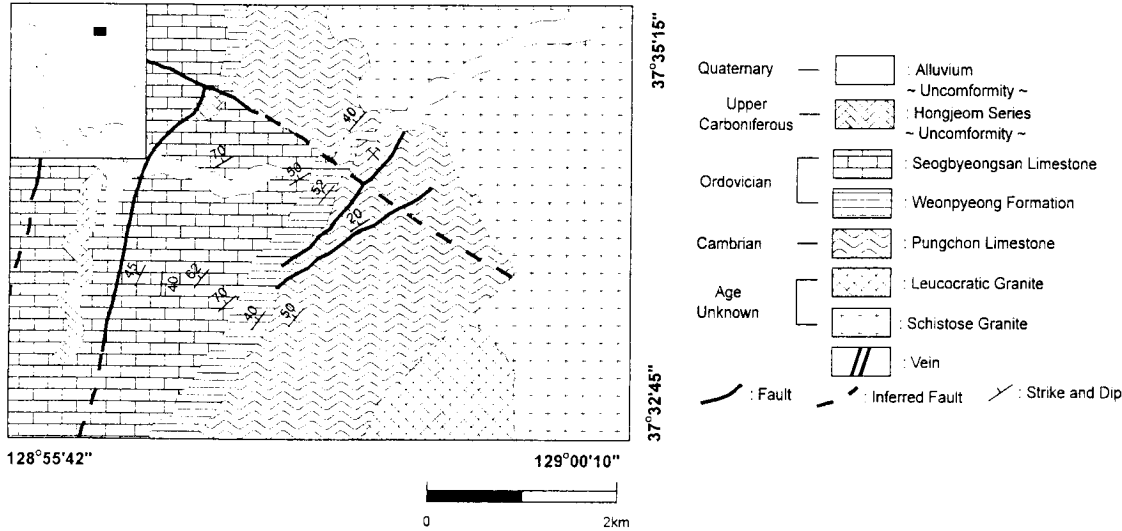 40
70
50
52
20
45
40
62
70
40
50
37°35'15"
37°32'45"
128°55'42"
129°00'10"
0
2km
Quaternary
: Alluvium
~ Uncomformity ~
Upper
Carboniferous
: Hongjeom Series
~ Uncomformity ~
Ordovician
: Seogbyeongsan Limestone
: Weonpyeong Formation
Cambrian
: Pungchon Limestone
Age
Unknown
: Leucocratic Granite
: Schistose Granite
: Vein
: Fault
: Inferred Fault
: Strike and Dip